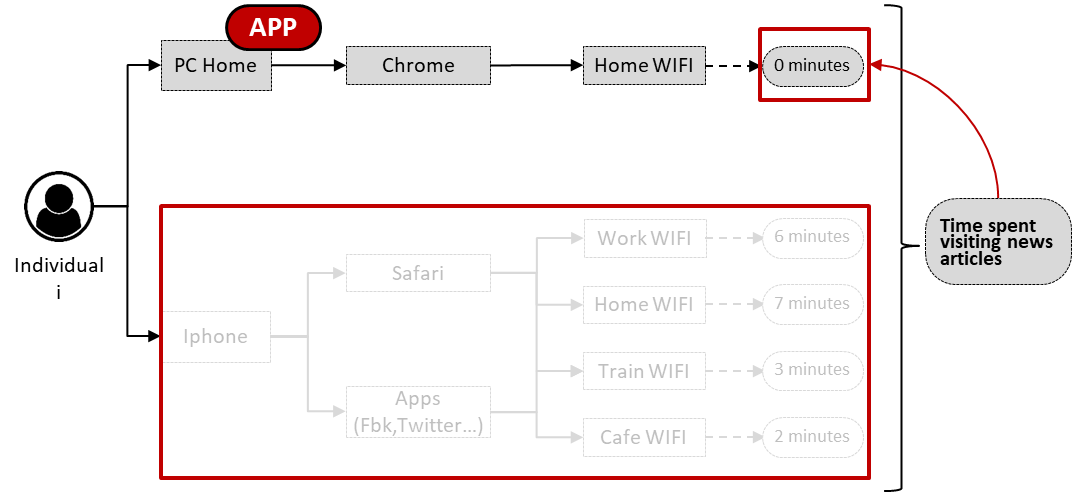 APP
PC Home
Chrome
Home WIFI
0 minutes
Time spent
visiting news
articles
Individual
i
Iphone
Safari
Apps
(Fbk,Twitter...)
Work WIFI
6 minutes
Home WIFI
7 minutes
Train WIFI
3 minutes
Cafe WIFI
2 minutes